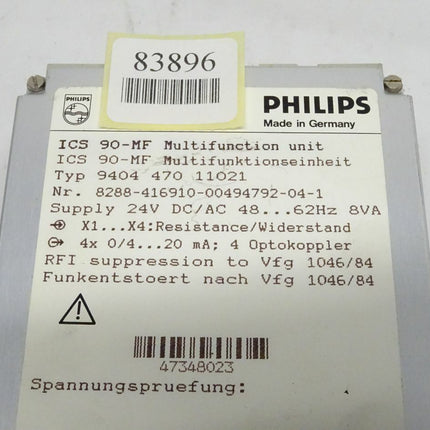 83896
PHILIPS
PHILIPS
Made in Germany
ICS 90-MF Multifunction unit
ICS 90-MF Multifunktionseinheit
Typ 9404 470 11021
Nr. 8288-416910-00494792-04-1
Supply 24V DC/AC 48...62Hz 8VA
X1...X4:Resistance/Widerstand
4x 0/4...20 mA; 4 Optokoppler
RFI suppression to Vfg 1046/84
Funkentstoert nach Vfg 1046/84
47348023
Spannungspruefung: